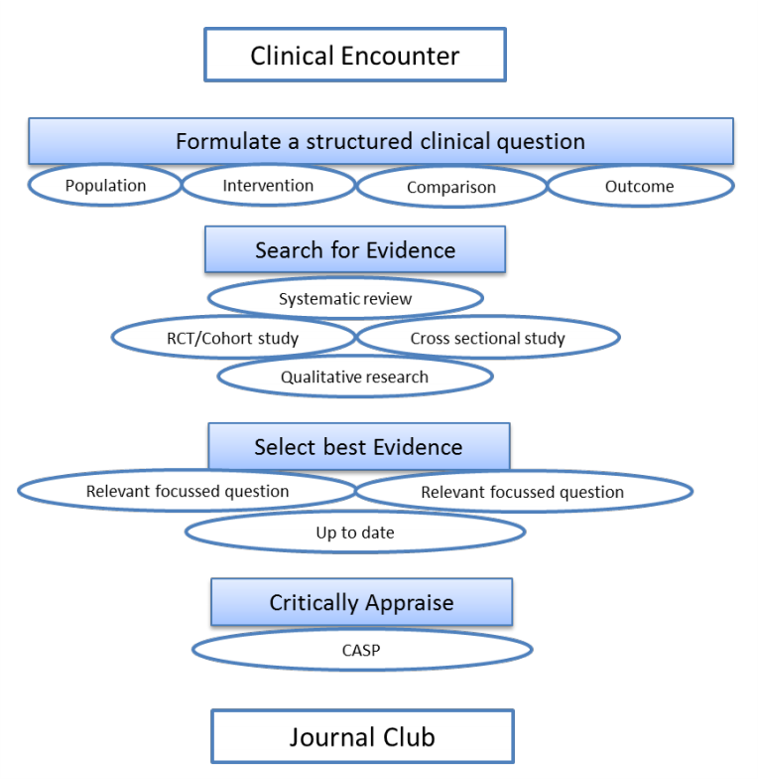 Clinical Encounter
Formulate a structured clinical question
Population Intervention Comparison Outcome
Search for Evidence
Systematic review
RCT/Cohort study Cross sectional study
Qualitative research
Select best Evidence
Relevant focussed question Relevant focussed question
Up to date
Critically Appraise
CASP
Journal Club